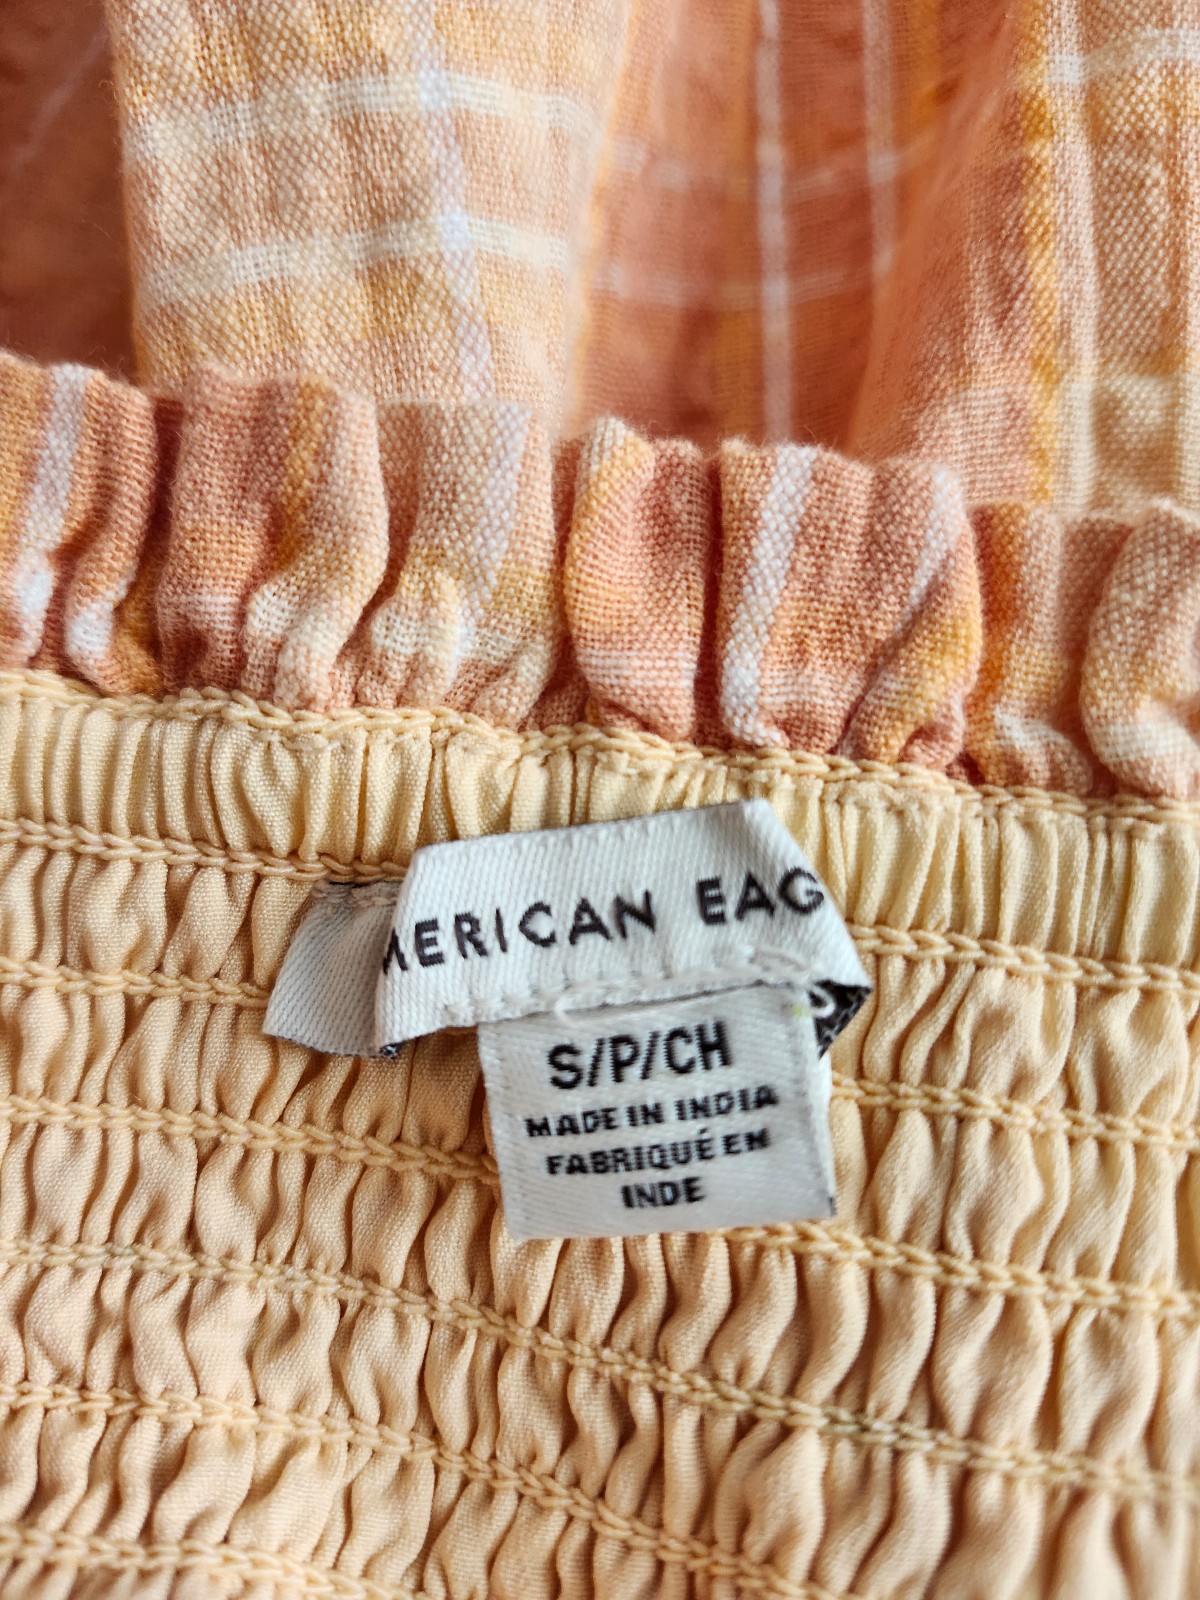 MERICAN EAG
S/P/CH
MADE IN INDIA
FABRIQUÉ EN
INDE